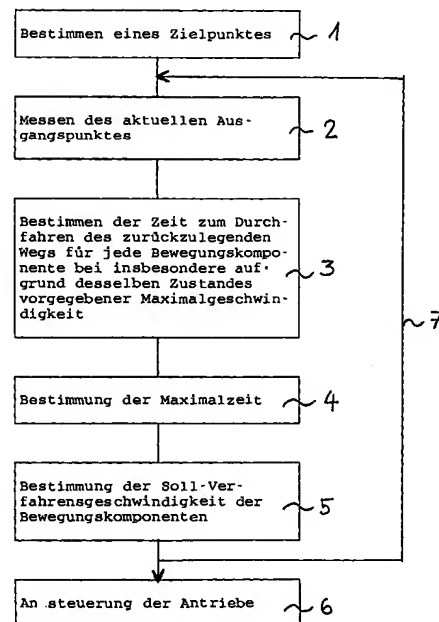 Bestimmen eines Zielpunktes 1
Messen des aktuellen Aus-
gangspunktes 2
Bestimmen der Zeit zum Durch-
fahren des zurückzulegenden
Wegs für jede Bewegungskompo-
nente bei insbesondere auf-
grund desselben Zustandes
vorgegebener Maximalgeschwin-
digkeit 3
7
Bestimmung der Maximalzeit 4
Bestimmung der Soll-Ver-
fahrensgeschwindigkeit der
Bewegungskomponenten 5
An steuerung der Antriebe 6